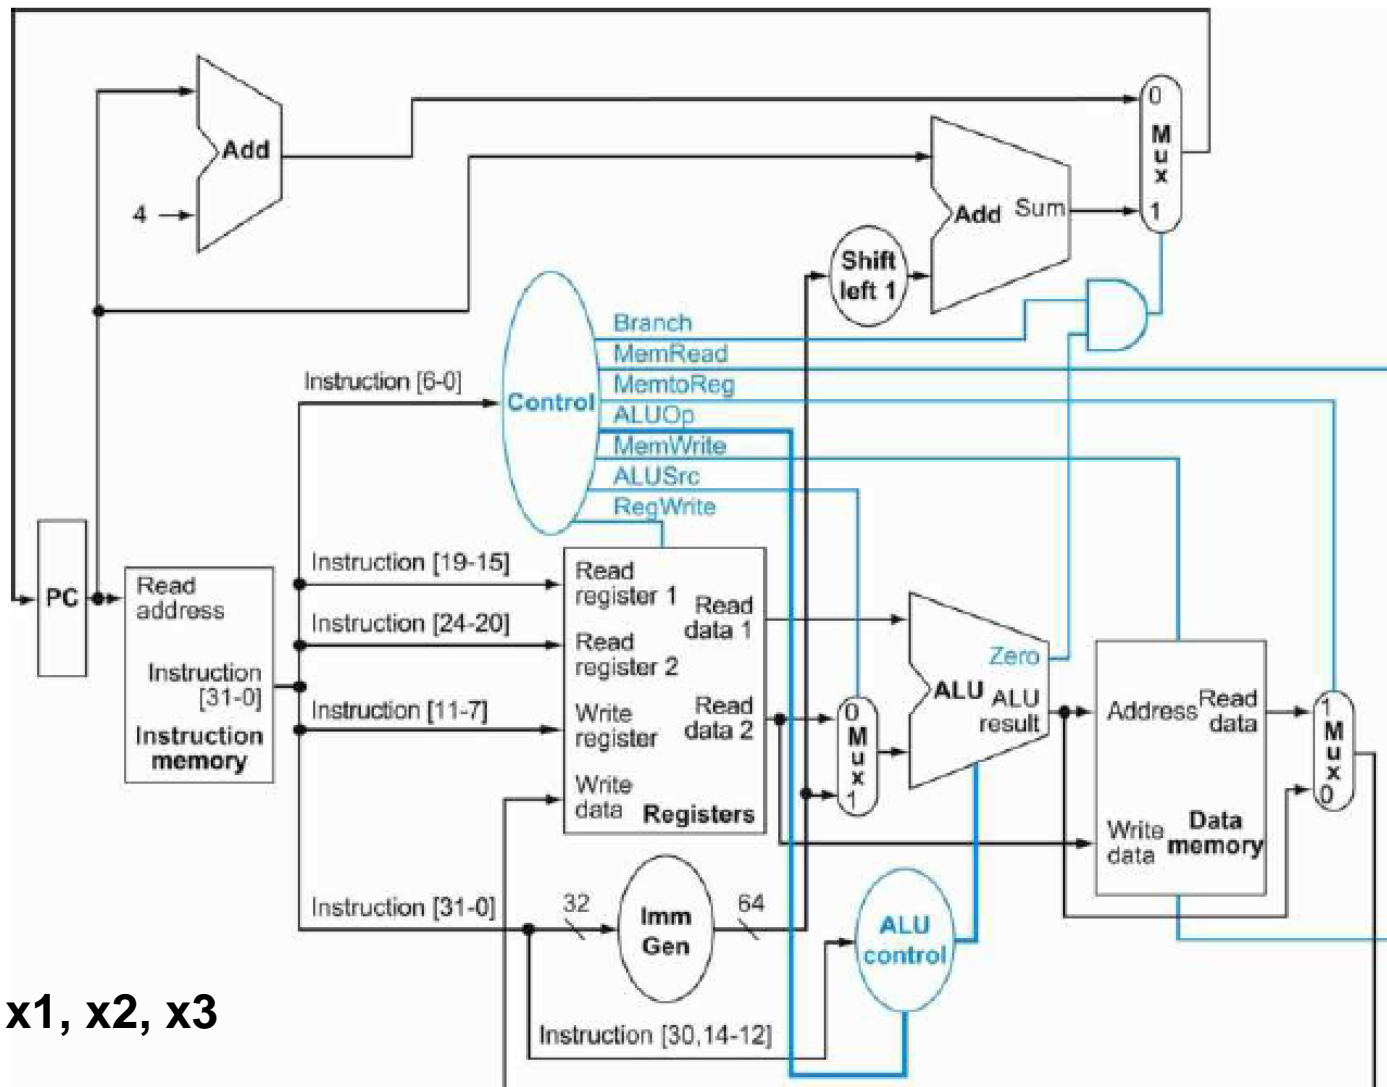 0
M
u
x
1
Add
4
Add Sum
Shift
left 1
Branch
MemRead
MemtoReg
ALUOp
MemWrite
ALUSrc
RegWrite
Control
Instruction [6-0]
Instruction [19-15]
Instruction [24-20]
Instruction [11-7]
Instruction [31-0]
PC
Read
address
Instruction
[31-0]
Instruction
memory
Read
register 1
Read
register 2
Write
register
Write
data
Read
data 1
Read
data 2
Registers
0
M
u
x
1
Zero
ALU
ALU
result
Address
Read
data
Write
data
Data
memory
1
M
u
x
0
32
Imm
Gen
64
ALU
control
Instruction [30,14-12]
x1, x2, x3